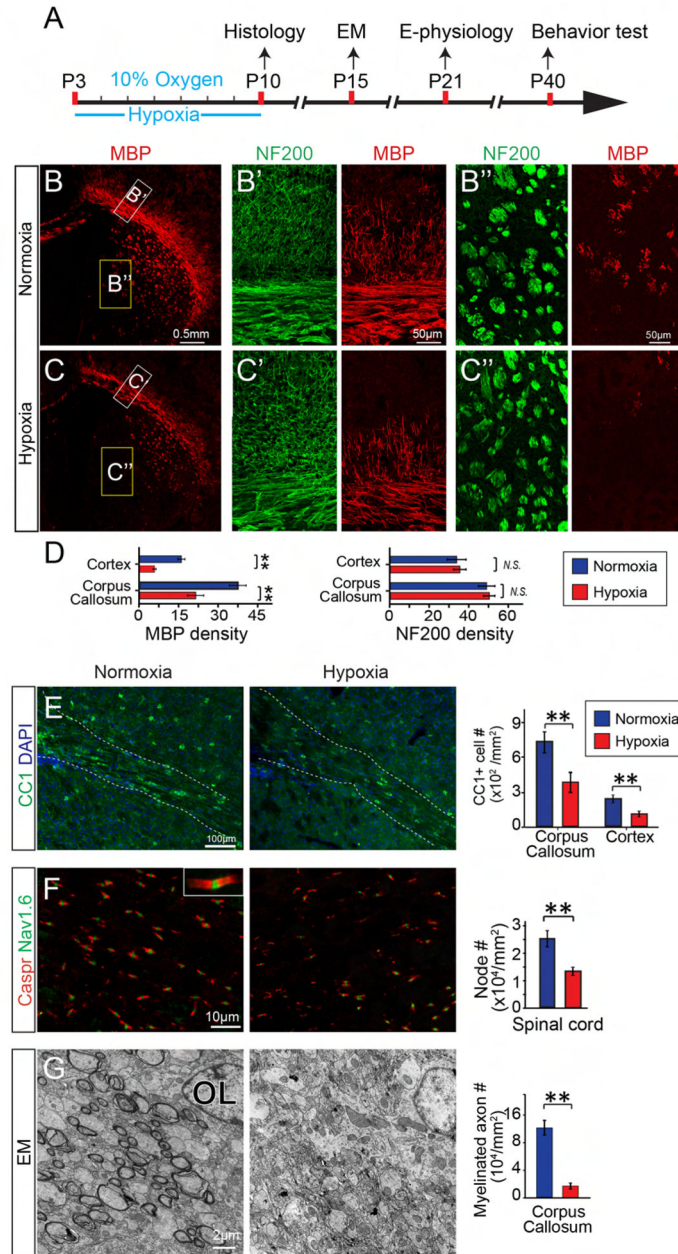 A
Histology EM E-physiology Behavior test
P3 10% Oxygen P10 P15 P21 P40
Hypoxia
MBP NF200 MBP NF200 MBP
Normoxia
B B' B'' B' B''
0.5mm 50μm 50μm
Hypoxia
C C' C'' C' C''
D
Cortex
Corpus
Callosum
**
**
0 15 30 45
MBP density
Cortex
Corpus
Callosum
N.S.
N.S.
0 20 40 60
NF200 density
Normoxia
Hypoxia
Normoxia Hypoxia
E
CC1 DAPI
100μm
CC1+ cell #
(x10² /mm²)
9
6
3
0
** **
Normoxia
Hypoxia
Corpus
Callosum
Cortex
F
Caspr Nav1.6
10μm
Node #
(x10⁴/mm²)
3
2
1
0
**
Spinal cord
G
EM
OL
2μm
Myelinated axon #
(10⁴/mm²)
16
12
8
4
0
**
Corpus
Callosum